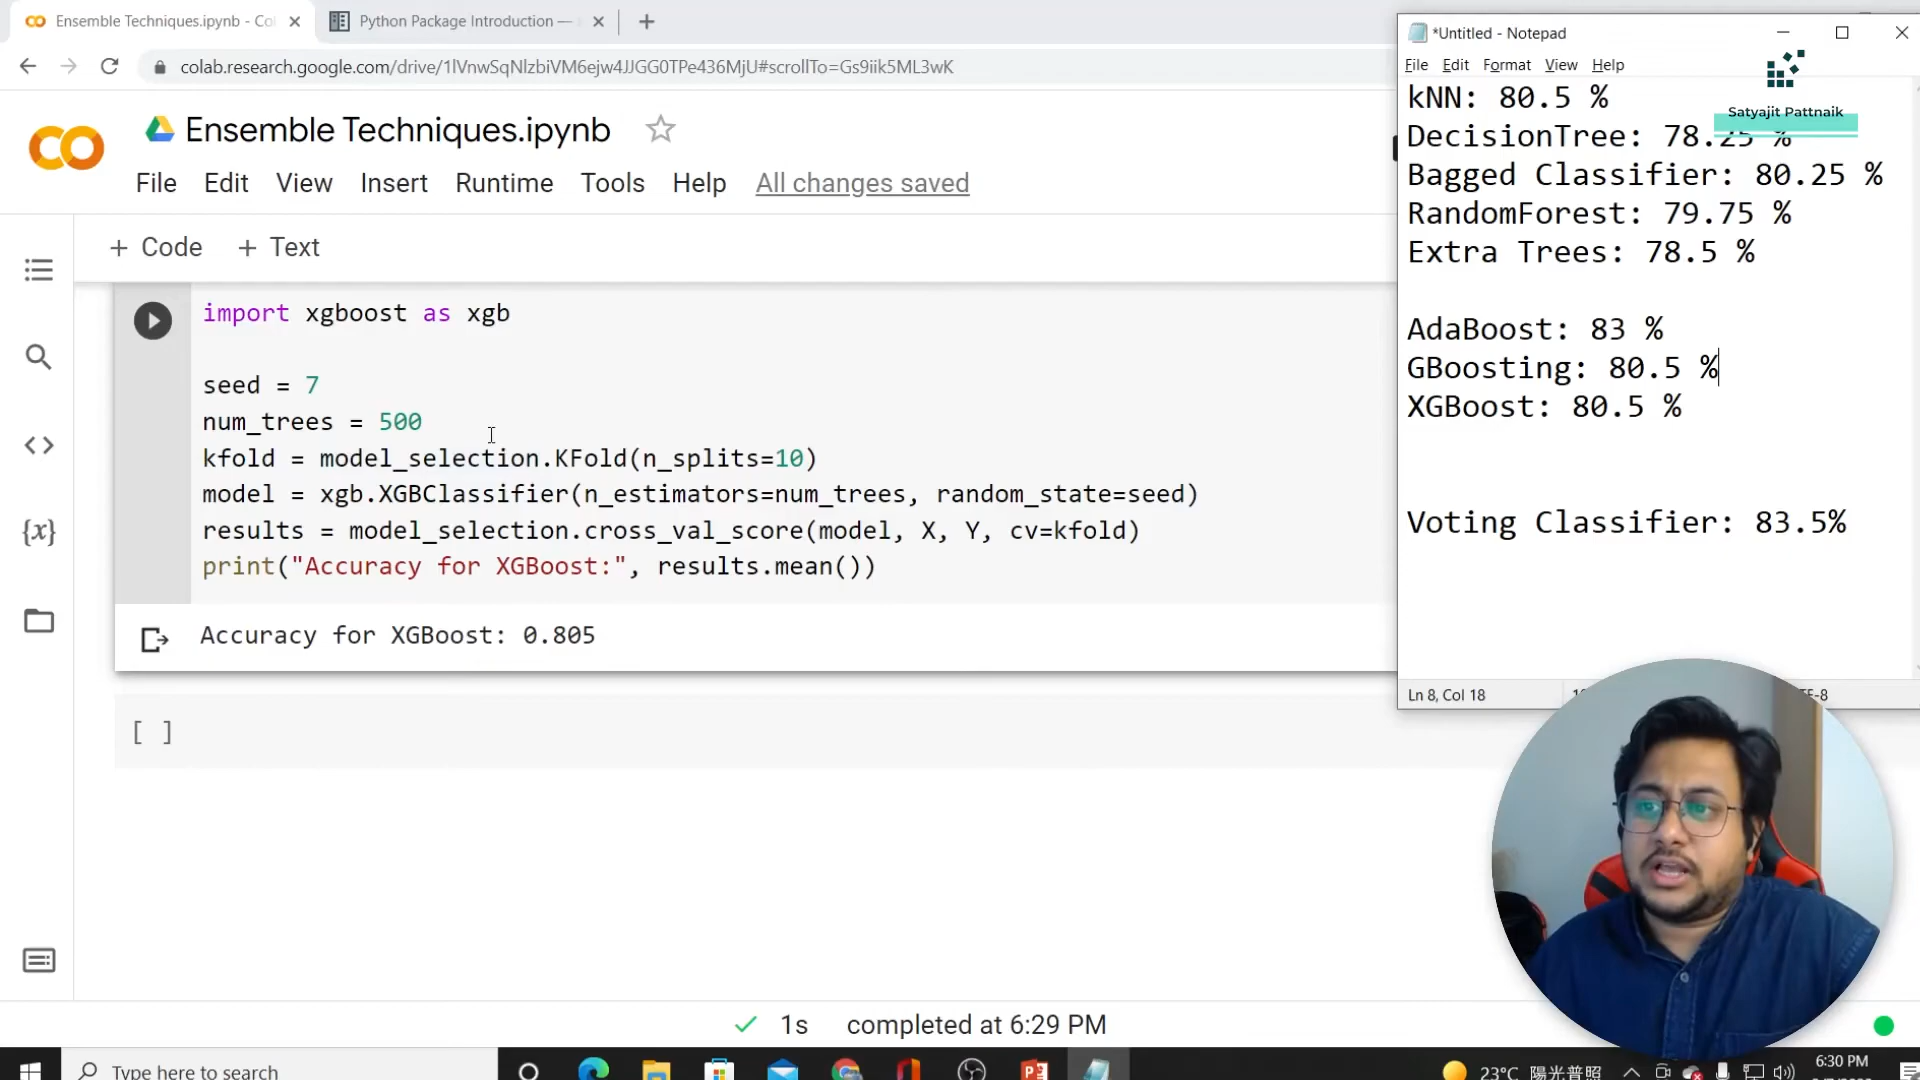 Ensemble Techniques.ipynb - Co
Python Package Introduction —
colab.research.google.com/drive/1lVnwSqNlzbiVM6ejw4JJGG0TPe436MjU#scrollTo=Gs9iik5ML3wK
Ensemble Techniques.ipynb
File Edit View Insert Runtime Tools Help All changes saved
+ Code + Text
import xgboost as xgb
seed = 7
num_trees = 500
kfold = model_selection.KFold(n_splits=10)
model = xgb.XGBClassifier(n_estimators=num_trees, random_state=seed)
results = model_selection.cross_val_score(model, X, Y, cv=kfold)
print("Accuracy for XGBoost:", results.mean())
Accuracy for XGBoost: 0.805
[ ]
1s completed at 6:29 PM
*Untitled - Notepad
File Edit Format View Help
Satyajit Pattnaik
kNN: 80.5 %
DecisionTree: 78.25 %
Bagged Classifier: 80.25 %
RandomForest: 79.75 %
Extra Trees: 78.5 %
AdaBoost: 83 %
GBoosting: 80.5 %
XGBoost: 80.5 %
Voting Classifier: 83.5%
Ln 8, Col 18
Type here to search
23°C 陽光普照
6:30 PM